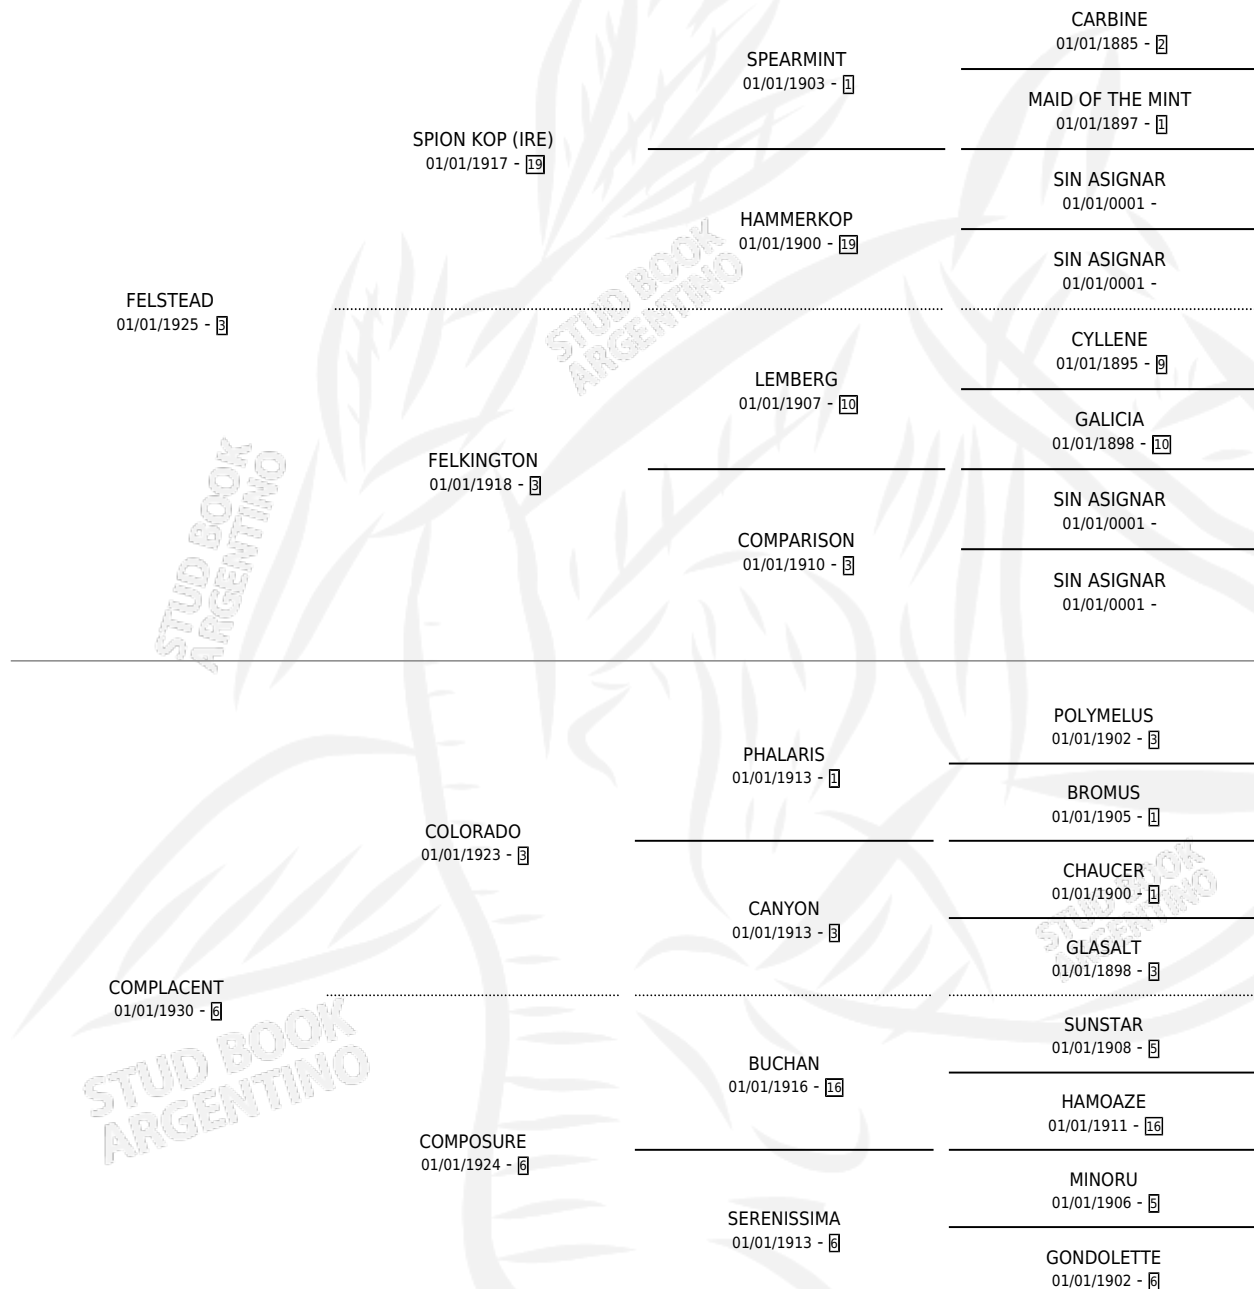 CARBINE
01/01/1885 - 2
SPEARMINT
01/01/1903 - 1
MAID OF THE MINT
01/01/1897 - 1
SPION KOP (IRE)
01/01/1917 - 19
SIN ASIGNAR
01/01/0001 -
HAMMERKOP
01/01/1900 - 19
SIN ASIGNAR
01/01/0001 -
FELSTEAD
01/01/1925 - 3
CYLLENE
01/01/1895 - 9
LEMBERG
01/01/1907 - 10
GALICIA
01/01/1898 - 10
FELKINGTON
01/01/1918 - 3
SIN ASIGNAR
01/01/0001 -
COMPARISON
01/01/1910 - 3
SIN ASIGNAR
01/01/0001 -
POLYMELUS
01/01/1902 - 3
PHALARIS
01/01/1913 - 1
BROMUS
01/01/1905 - 1
COLORADO
01/01/1923 - 3
CHAUCER
01/01/1900 - 1
CANYON
01/01/1913 - 3
GLASALT
01/01/1898 - 3
COMPLACENT
01/01/1930 - 6
SUNSTAR
01/01/1908 - 5
BUCHAN
01/01/1916 - 16
HAMOAZE
01/01/1911 - 16
COMPOSURE
01/01/1924 - 6
MINORU
01/01/1906 - 5
SERENISSIMA
01/01/1913 - 6
GONDOLETTE
01/01/1902 - 6
STUD BOOK
ARGENTINO
STUD BOOK
ARGENTINO
STUD BOOK
ARGENTINO
STUD BOOK
ARGENTINO